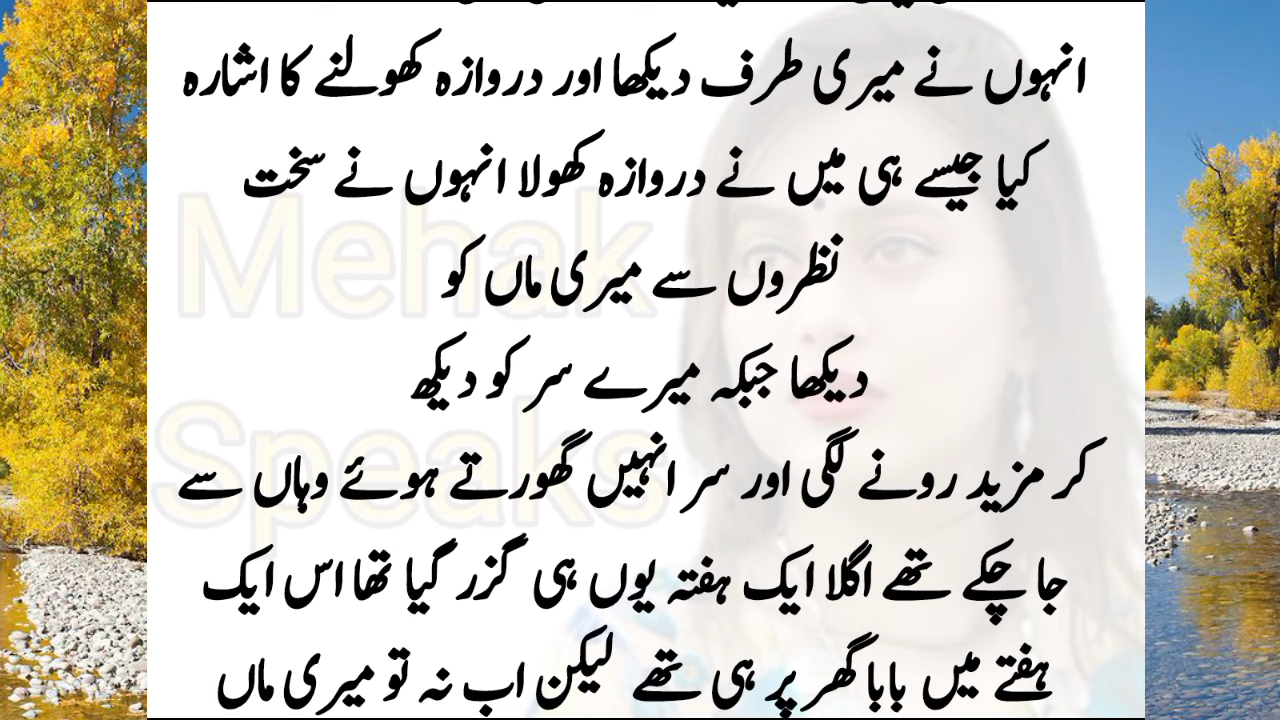 انہوں نے میری طرف دیکھا اور دروازہ کھولنے کا اشارہ
کیا جیسے ہی میں نے دروازہ کھولا انہوں نے سخت
نظروں سے میری ماں کو
دیکھا جبکہ میرے سر کو دیکھ
کر مزید رونے لگی اور سر انہیں گھورتے ہوئے وہاں سے
جا چکے تھے اگلا ایک ہفتہ یوں ہی گزر گیا تھا اس ایک
ہفتے میں بابا گھر پر ہی تھے لیکن اب نہ تو میری ماں
Mehak
Speaks